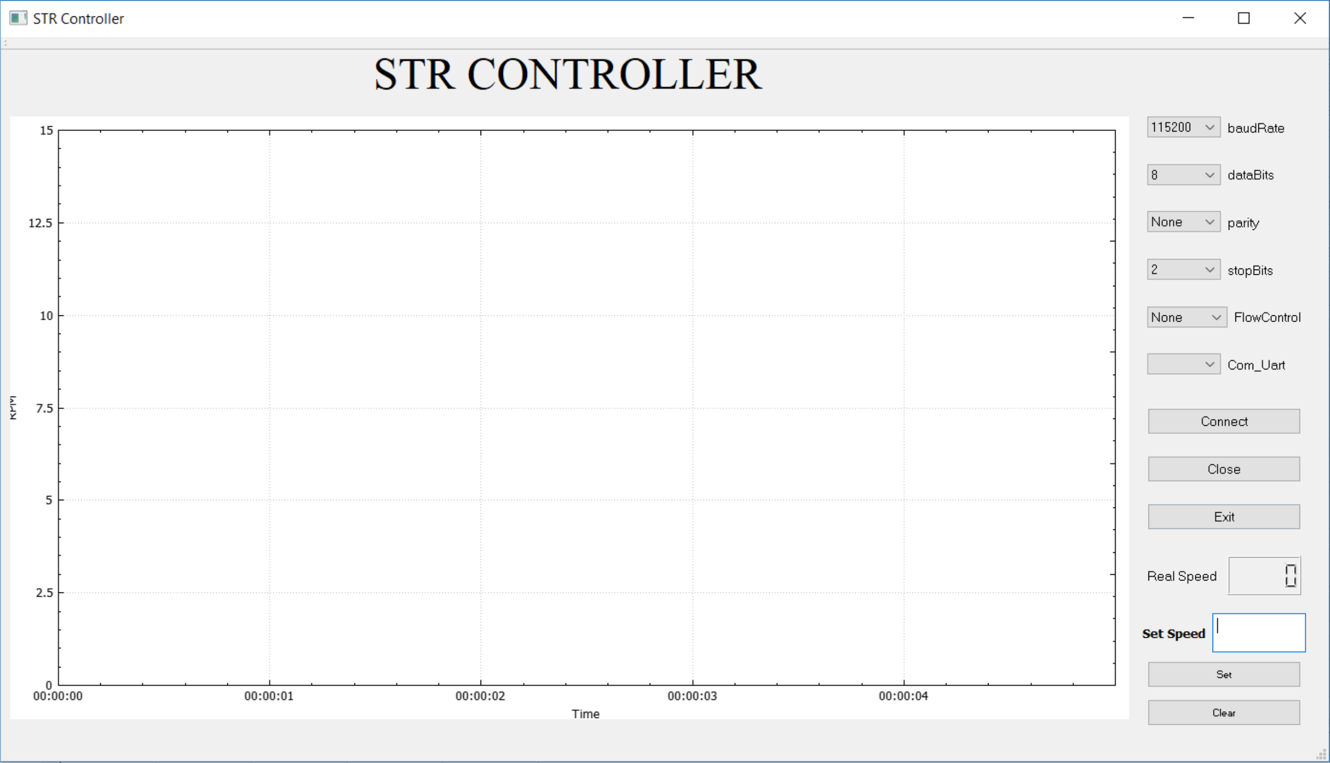 STR Controller
STR CONTROLLER
15
12.5
10
7.5
5
2.5
0
RPM
00:00:00 00:00:01 00:00:02 00:00:03 00:00:04
Time
115200 baudRate
8 dataBits
None parity
2 stopBits
None FlowControl
Com_Uart
Connect
Close
Exit
Real Speed 0
Set Speed
Set
Clear